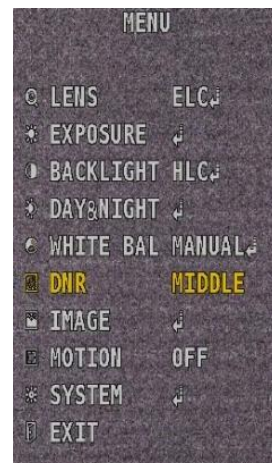 MENU
LENS ELC↲
EXPOSURE ↲
BACKLIGHT HLC↲
DAY&NIGHT ↲
WHITE BAL MANUAL↲
DNR MIDDLE
IMAGE ↲
MOTION OFF
SYSTEM ↲
EXIT